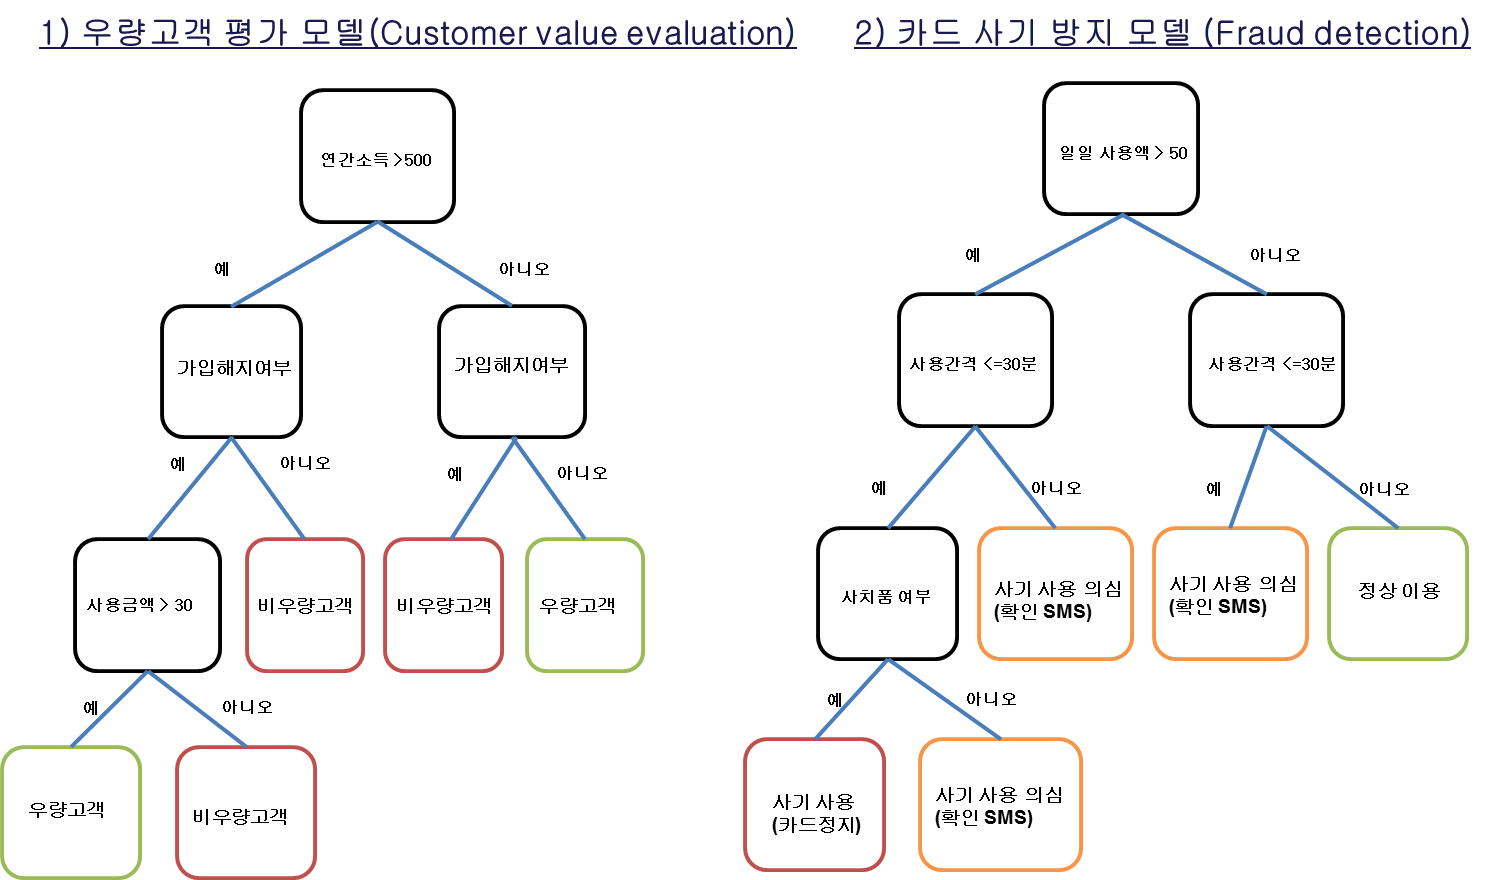 1) 우량고객 평가 모델(Customer value evaluation)
연간소득 >500
예
아니오
가입해지여부
가입해지여부
예
아니오
예
아니오
사용금액 > 30
비우량고객
비우량고객
우량고객
예
아니오
우량고객
비우량고객
2) 카드 사기 방지 모델 (Fraud detection)
일일 사용액 > 50
예
아니오
사용간격 <=30분
사용간격 <=30분
예
아니오
예
아니오
사치품 여부
사기 사용 의심
(확인 SMS)
사기 사용 의심
(확인 SMS)
정상 이용
예
아니오
사기 사용
(카드정지)
사기 사용 의심
(확인 SMS)